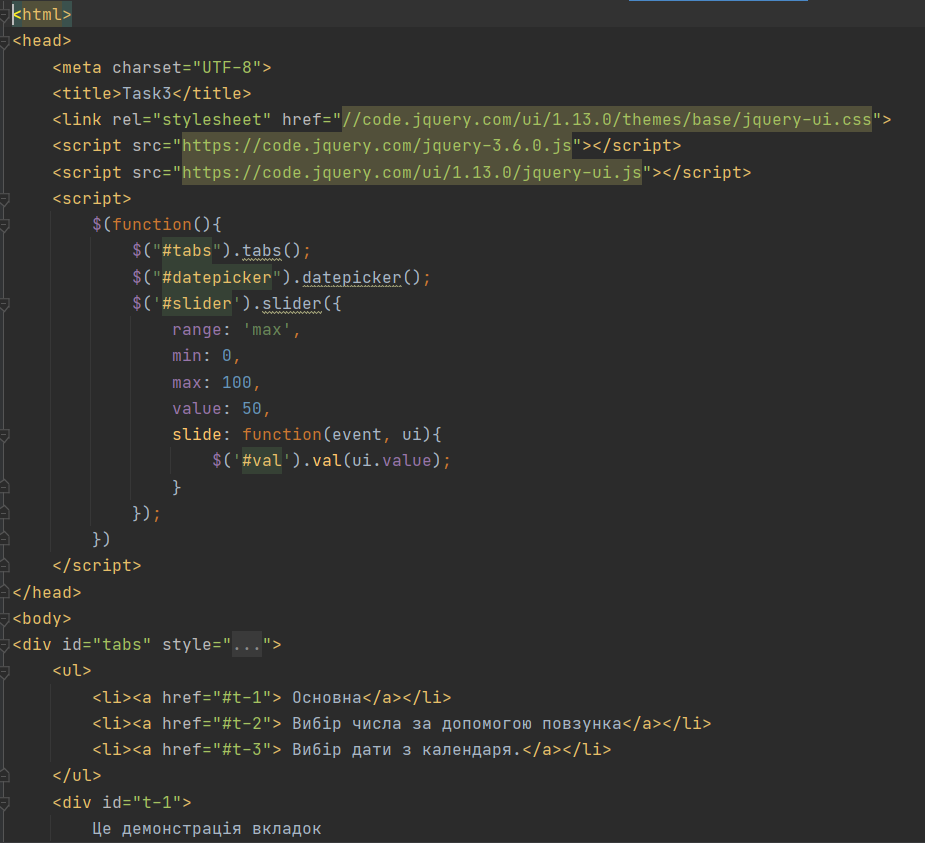 <html>
<head>
    <meta charset="UTF-8">
    <title>Task3</title>
    <link rel="stylesheet" href="//code.jquery.com/ui/1.13.0/themes/base/jquery-ui.css">
    <script src="https://code.jquery.com/jquery-3.6.0.js"></script>
    <script src="https://code.jquery.com/ui/1.13.0/jquery-ui.js"></script>
    <script>
        $(function(){
            $("#tabs").tabs();
            $("#datepicker").datepicker();
            $('#slider').slider({
                range: 'max',
                min: 0,
                max: 100,
                value: 50,
                slide: function(event, ui){
                    $('#val').val(ui.value);
                }
            });
        })
    </script>
</head>
<body>
<div id="tabs" style="...">
    <ul>
        <li><a href="#t-1"> Основна</a></li>
        <li><a href="#t-2"> Вибір числа за допомогою повзунка</a></li>
        <li><a href="#t-3"> Вибір дати з календаря.</a></li>
    </ul>
    <div id="t-1">
        Це демонстрація вкладок